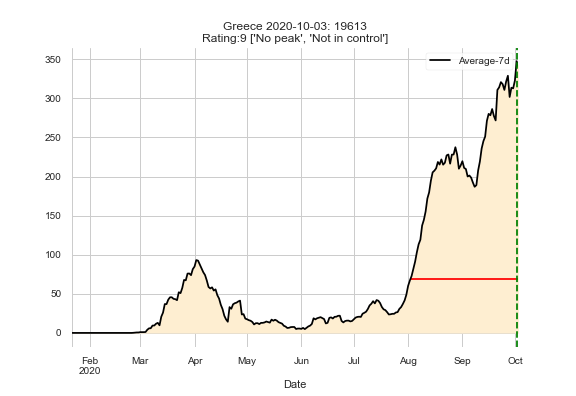 Greece 2020-10-03: 19613
Rating:9 ['No peak', 'Not in control']
Average-7d
350
300
250
200
150
100
50
0
Feb Mar Apr May Jun Jul Aug Sep Oct
2020
Date